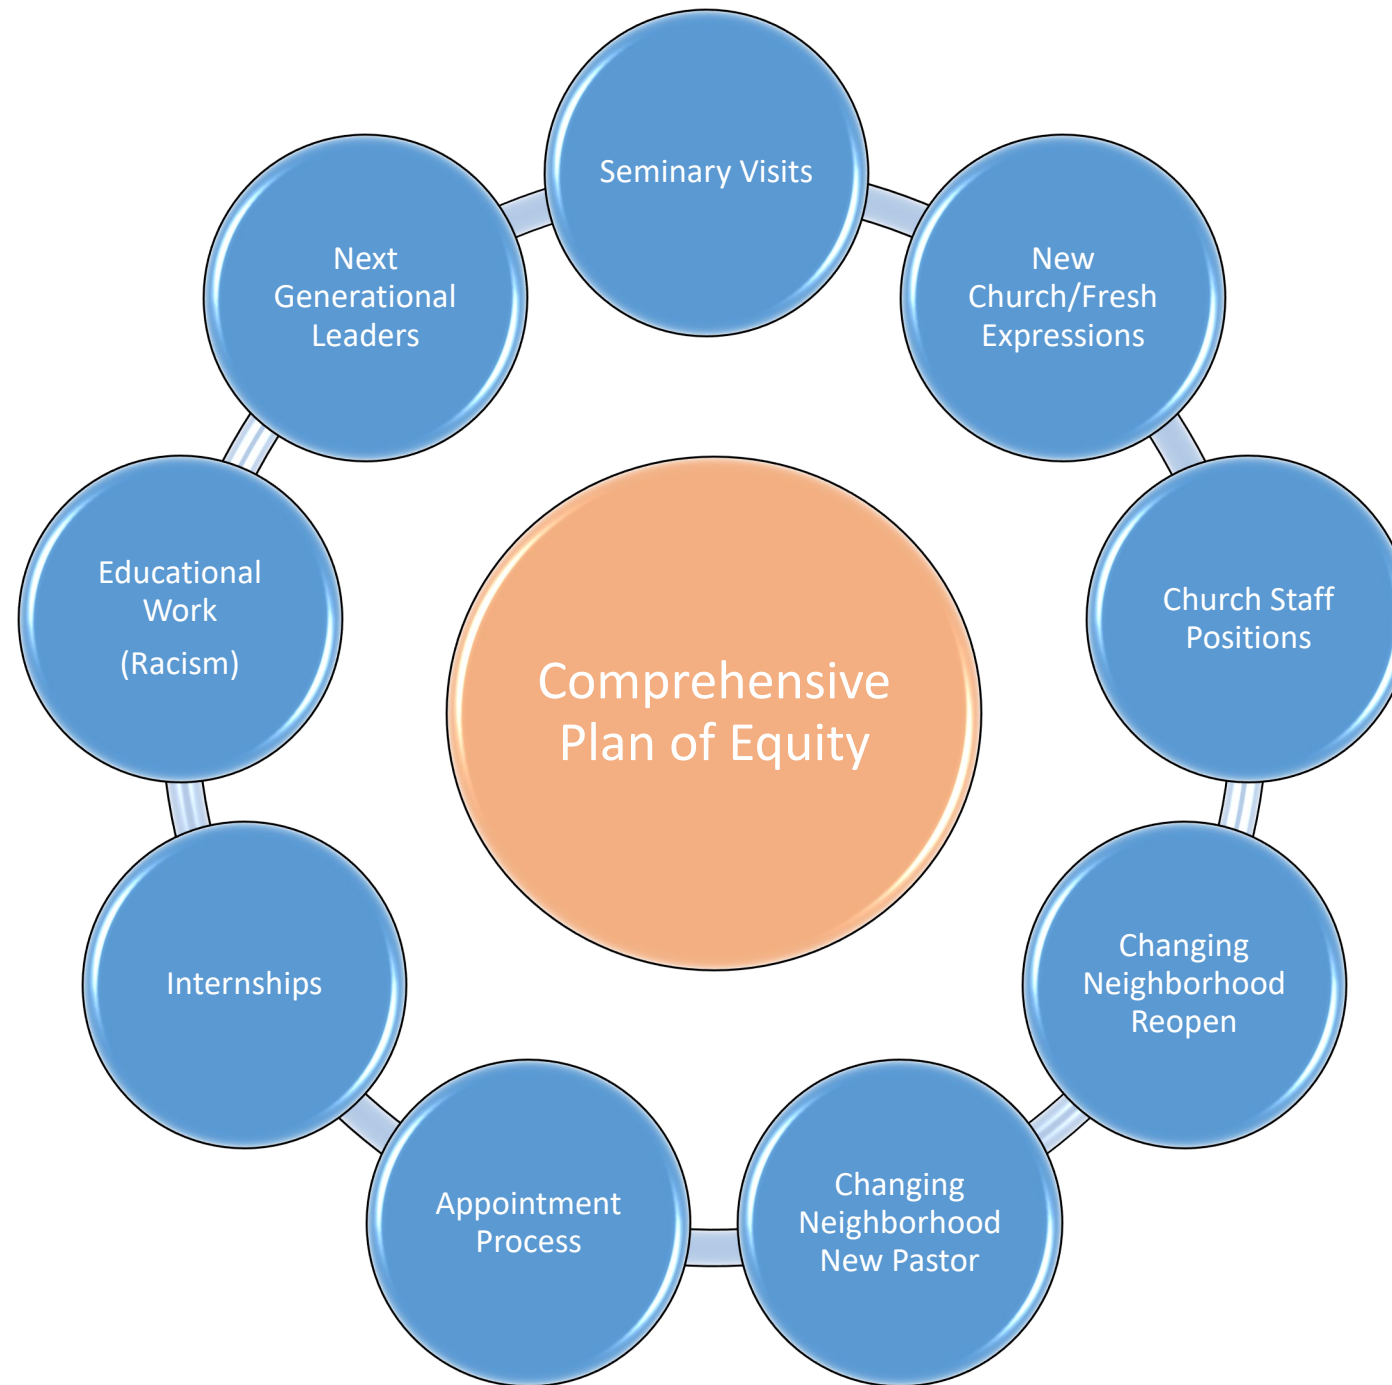 Seminary Visits
New
Church/Fresh
Expressions
Church Staff
Positions
Changing
Neighborhood
Reopen
Changing
Neighborhood
New Pastor
Appointment
Process
Internships
Educational
Work
(Racism)
Next
Generational
Leaders
Comprehensive
Plan of Equity